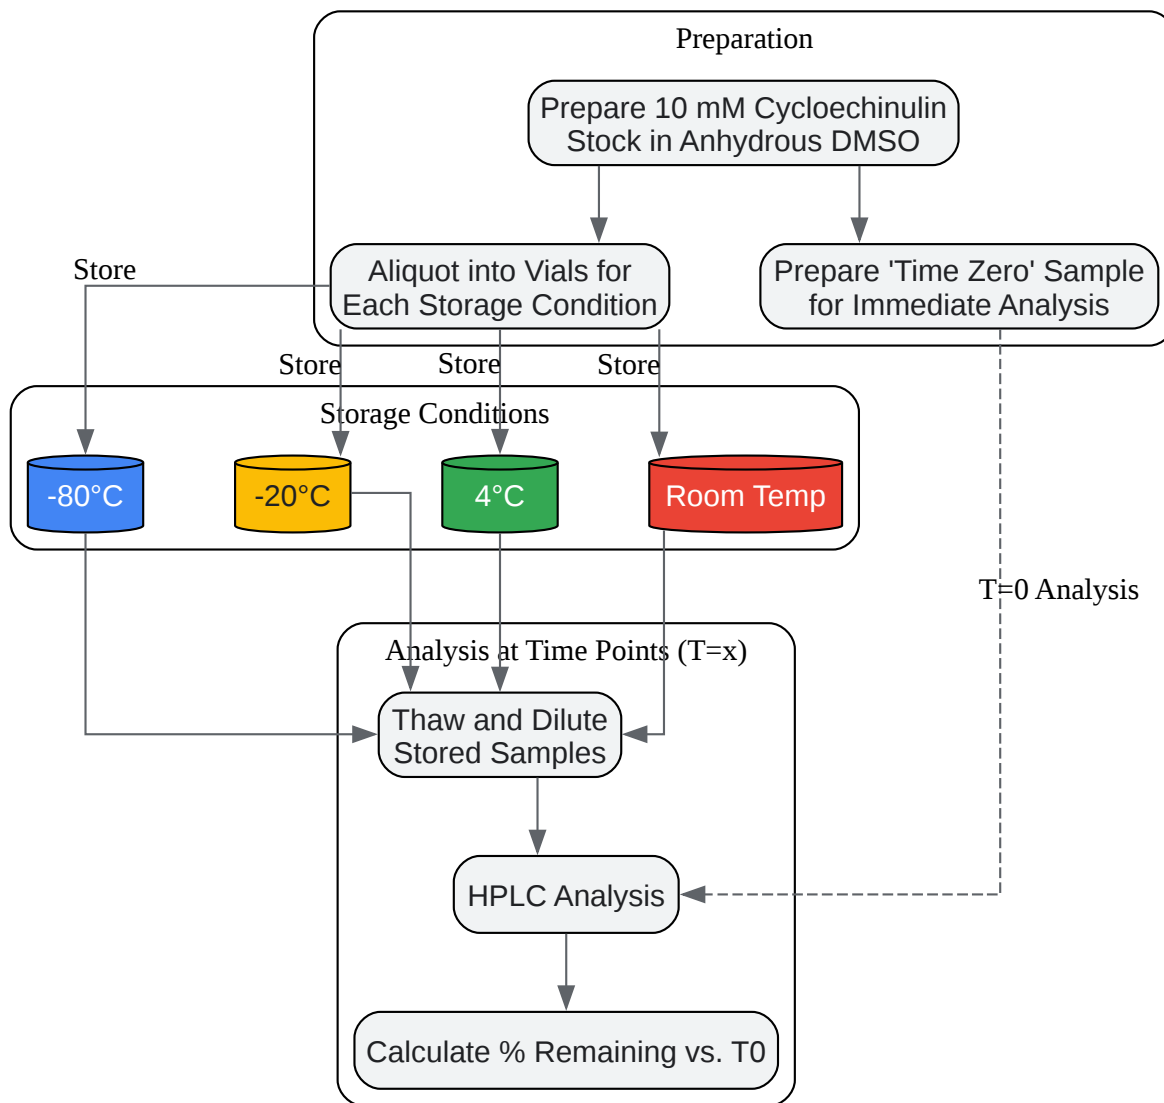 Preparation
Prepare 10 mM Cycloechinulin
Stock in Anhydrous DMSO
Aliquot into Vials for
Each Storage Condition
Prepare 'Time Zero' Sample
for Immediate Analysis
Store
Store
Store
Store
Storage Conditions
-80°C
-20°C
4°C
Room Temp
T=0 Analysis
Analysis at Time Points (T=x)
Thaw and Dilute
Stored Samples
HPLC Analysis
Calculate % Remaining vs. T0